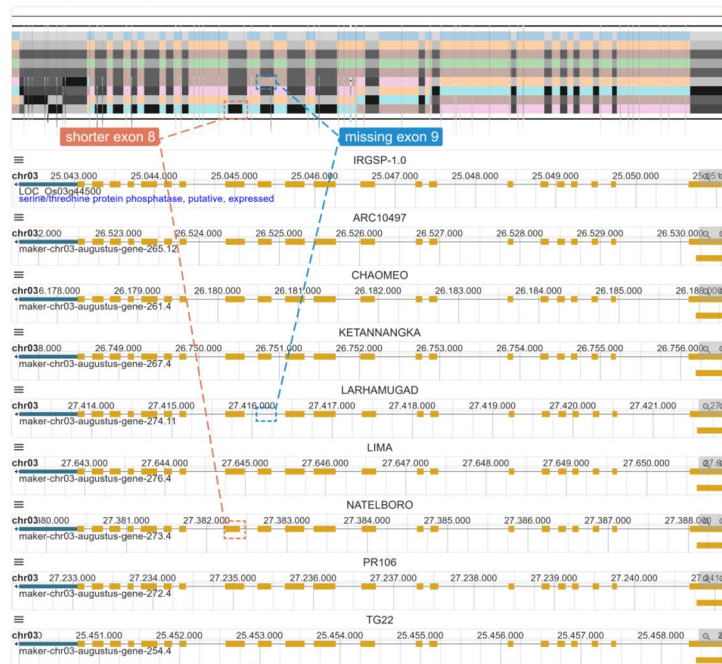 shorter exon 8 missing exon 9
IRGSP-1.0
chr03 25.043.000 25.044.000 25.045.000 25.046.000 25.047.000 25.048.000 25.049.000 25.050.000
LOC_Os03g44500
serine/threonine protein phosphatase, putative, expressed
ARC10497
chr03 2.000 26.523.000 26.524.000 26.525.000 26.526.000 26.527.000 26.528.000 26.529.000 26.530.000
maker-chr03-augustus-gene-265.12
CHAOMEO
chr03 6.178.000 26.179.000 26.180.000 26.181.000 26.182.000 26.183.000 26.184.000 26.185.000
maker-chr03-augustus-gene-261.4
KETANNANGKA
chr03 8.000 26.749.000 26.750.000 26.751.000 26.752.000 26.753.000 26.754.000 26.755.000 26.756.000
maker-chr03-augustus-gene-267.4
LARHAMUGAD
chr03 27.414.000 27.415.000 27.416.000 27.417.000 27.418.000 27.419.000 27.420.000 27.421.000
maker-chr03-augustus-gene-274.11
LIMA
chr03 27.643.000 27.644.000 27.645.000 27.646.000 27.647.000 27.648.000 27.649.000 27.650.000
maker-chr03-augustus-gene-276.4
NATELBORO
chr03 380.000 27.381.000 27.382.000 27.383.000 27.384.000 27.385.000 27.386.000 27.387.000 27.388.000
maker-chr03-augustus-gene-273.4
PR106
chr03 27.233.000 27.234.000 27.235.000 27.236.000 27.237.000 27.238.000 27.239.000 27.240.000
maker-chr03-augustus-gene-272.4
TG22
chr03 25.451.000 25.452.000 25.453.000 25.454.000 25.455.000 25.456.000 25.457.000 25.458.000
maker-chr03-augustus-gene-254.4